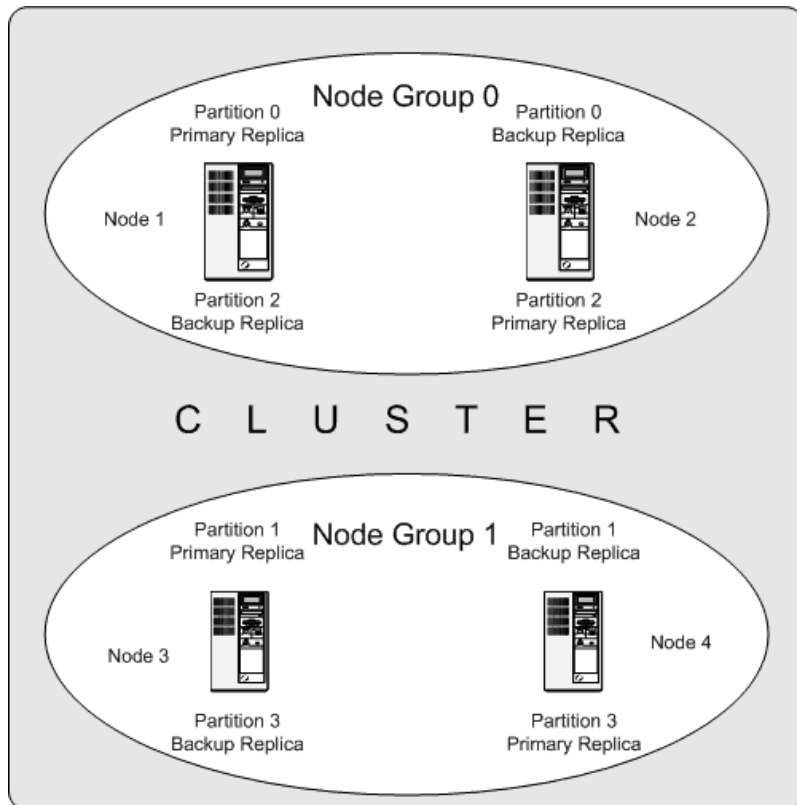 Node Group 0
Partition 0
Primary Replica
Partition 0
Backup Replica
Node 1
Node 2
Partition 2
Backup Replica
Partition 2
Primary Replica
C L U S T E R
Node Group 1
Partition 1
Primary Replica
Partition 1
Backup Replica
Node 3
Node 4
Partition 3
Backup Replica
Partition 3
Primary Replica